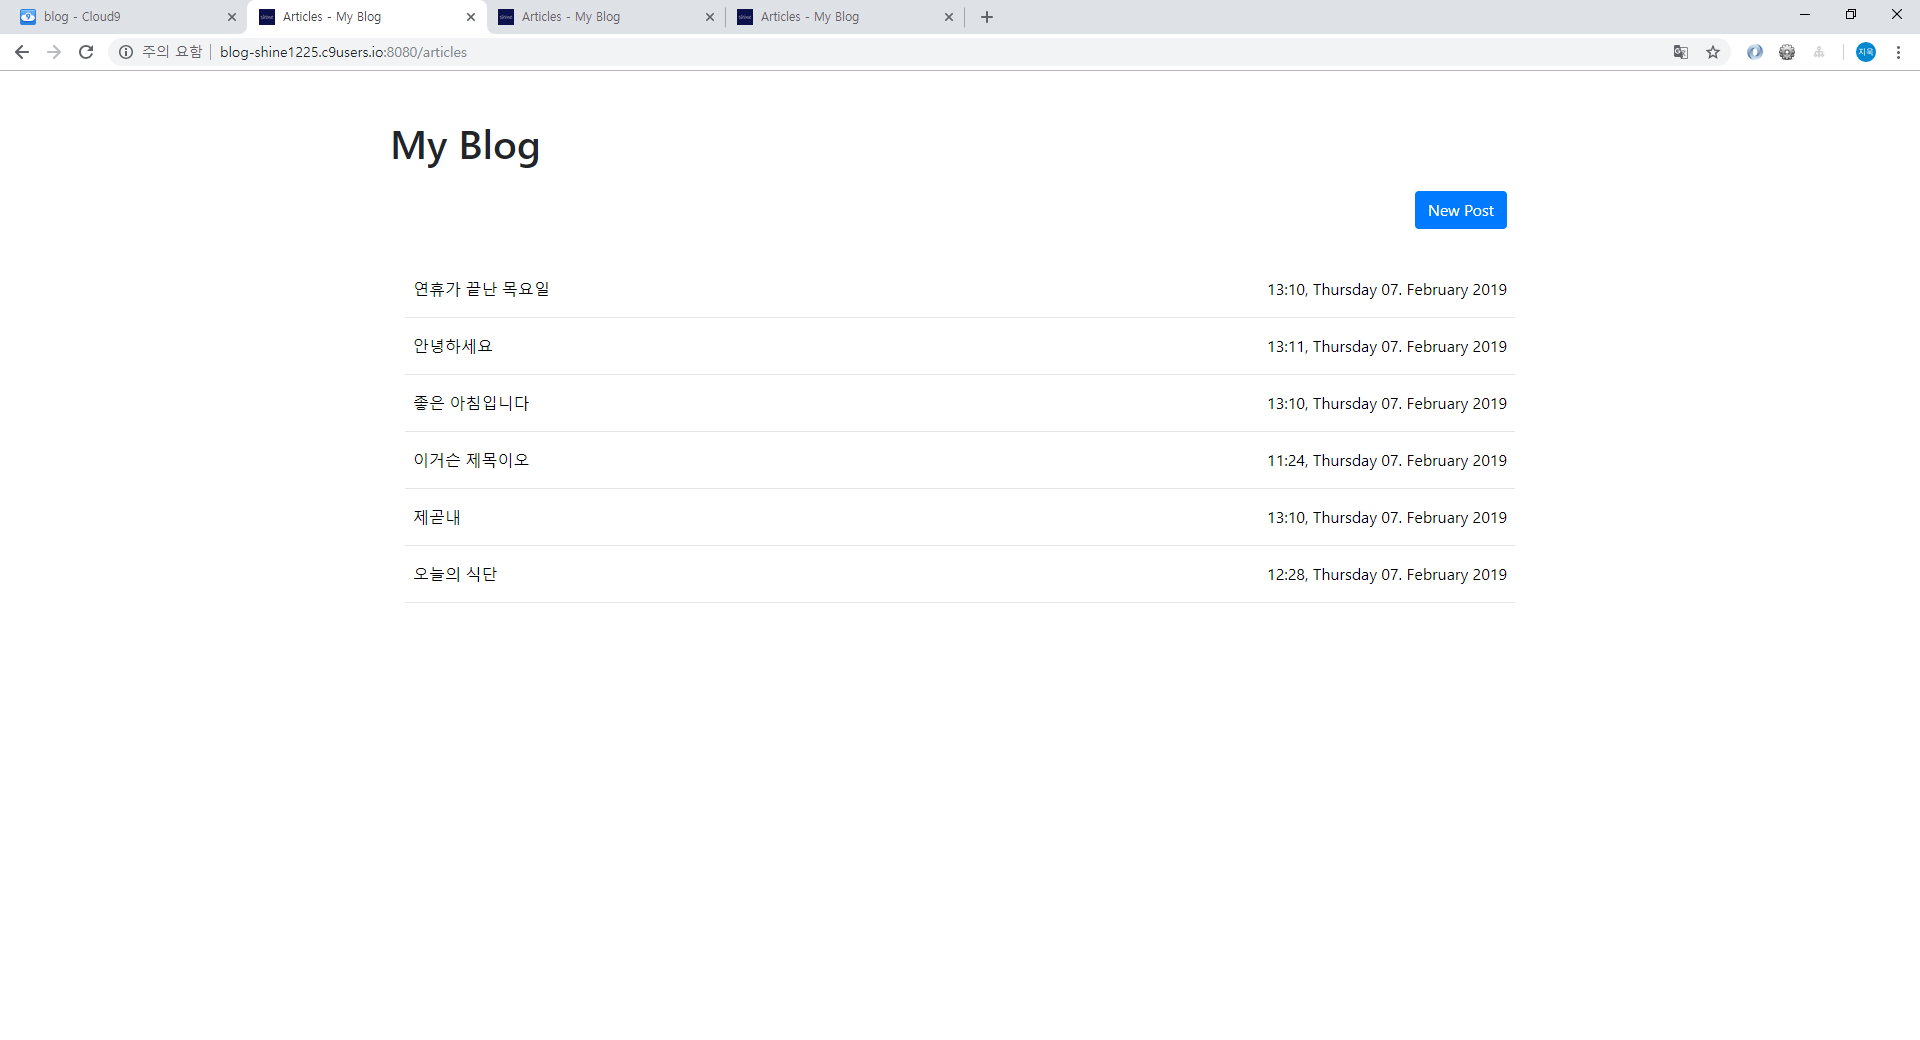 blog - Cloud9
Articles - My Blog
Articles - My Blog
Articles - My Blog
주의 요함 blog-shine1225.c9users.io:8080/articles
지욱
My Blog
New Post
연휴가 끝난 목요일 13:10, Thursday 07. February 2019
안녕하세요 13:11, Thursday 07. February 2019
좋은 아침입니다 13:10, Thursday 07. February 2019
이거슨 제목이오 11:24, Thursday 07. February 2019
제곧내 13:10, Thursday 07. February 2019
오늘의 식단 12:28, Thursday 07. February 2019